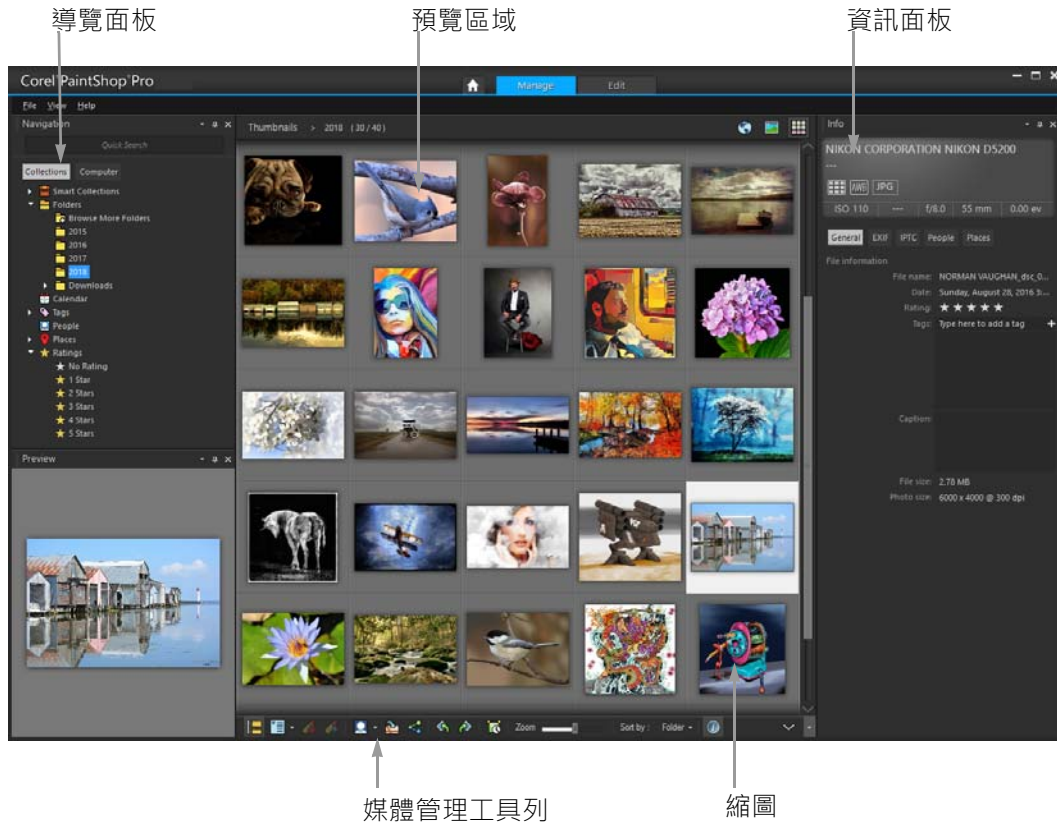 導覽面板
預覽區域
資訊面板
Corel PaintShop Pro
Manage
Edit
File View Help
Navigation
Quick Search
Collections
Computer
Smart Collections
Folders
Browse More Folders
2015
2016
2017
2018
Downloads
Calendar
Tags
People
Places
Ratings
No Rating
1 Star
2 Stars
3 Stars
4 Stars
5 Stars
Preview
Thumbnails > 2018 (30/40)
Zoom
Sort by: Folder
Info
NIKON CORPORATION NIKON D5200
---
AWB JPG
ISO 110 --- f/8.0 55 mm 0.00 ev
General EXIF IPTC People Places
File information
File name: NORMAN VAUGHAN_dsc_0...
Date: Sunday, August 28, 2016 3:...
Rating:
Tags: Type here to add a tag +
Caption:
File size: 2.78 MB
Photo size: 6000 x 4000 @ 300 dpi
媒體管理工具列
縮圖